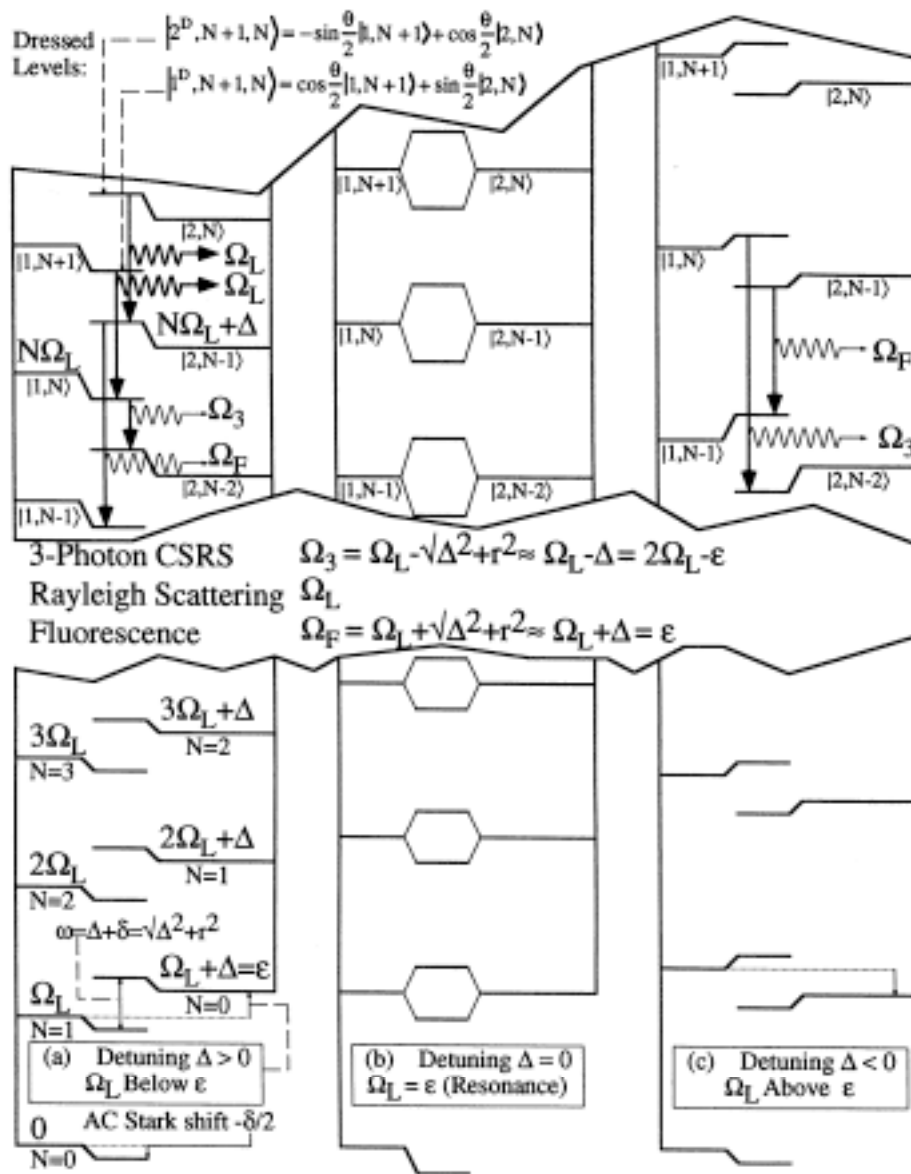 Dressed Levels:
|2ᴰ,N+1,N⟩=-sin θ/2|1,N+1⟩+cos θ/2|2,N⟩
|1ᴰ,N+1,N⟩=cos θ/2|1,N+1⟩+sin θ/2|2,N⟩
|2,N⟩
Ω_L
|1,N+1⟩
Ω_L
NΩ_L+Δ
|2,N-1⟩
NΩ_L
|1,N⟩
Ω_3
Ω_F
|2,N-2⟩
|1,N-1⟩
|1,N+1⟩
|2,N⟩
|1,N⟩
|2,N-1⟩
|1,N-1⟩
|2,N-2⟩
|1,N+1⟩
|2,N⟩
|1,N⟩
|2,N-1⟩
Ω_F
|1,N-1⟩
Ω_3
|2,N-2⟩
3-Photon CSRS Ω_3 = Ω_L-√Δ²+r² ≈ Ω_L-Δ = 2Ω_L-ε
Rayleigh Scattering Ω_L
Fluorescence Ω_F = Ω_L+√Δ²+r² ≈ Ω_L+Δ = ε
3Ω_L+Δ
N=2
3Ω_L
N=3
2Ω_L+Δ
N=1
2Ω_L
N=2
ω=Δ+δ=√Δ²+r²
Ω_L+Δ=ε
N=0
Ω_L
N=1
(a) Detuning Δ > 0
Ω_L Below ε
0 AC Stark shift -δ/2
N=0
(b) Detuning Δ = 0
Ω_L = ε (Resonance)
(c) Detuning Δ < 0
Ω_L Above ε